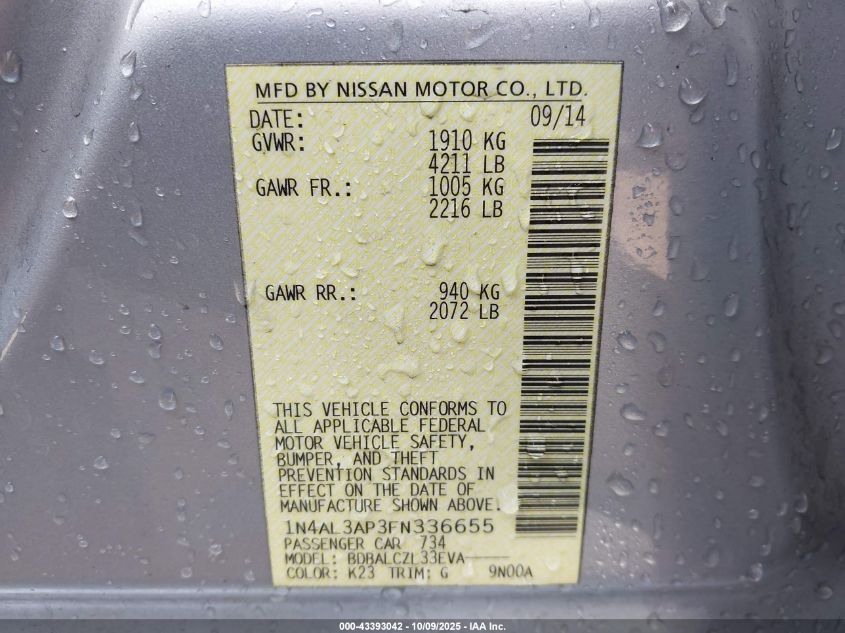 MFD BY NISSAN MOTOR CO., LTD.
DATE: 09/14
GVWR: 1910 KG
4211 LB
GAWR FR.: 1005 KG
2216 LB
GAWR RR.: 940 KG
2072 LB
THIS VEHICLE CONFORMS TO
ALL APPLICABLE FEDERAL
MOTOR VEHICLE SAFETY,
BUMPER, AND THEFT
PREVENTION STANDARDS IN
EFFECT ON THE DATE OF
MANUFACTURE SHOWN ABOVE.
1N4AL3AP3FN336655
PASSENGER CAR 734
MODEL: BDBALCZL33EVA-----
COLOR: K23 TRIM: G 9N00A
000-43393042 - 10/09/2025 - IAA Inc.